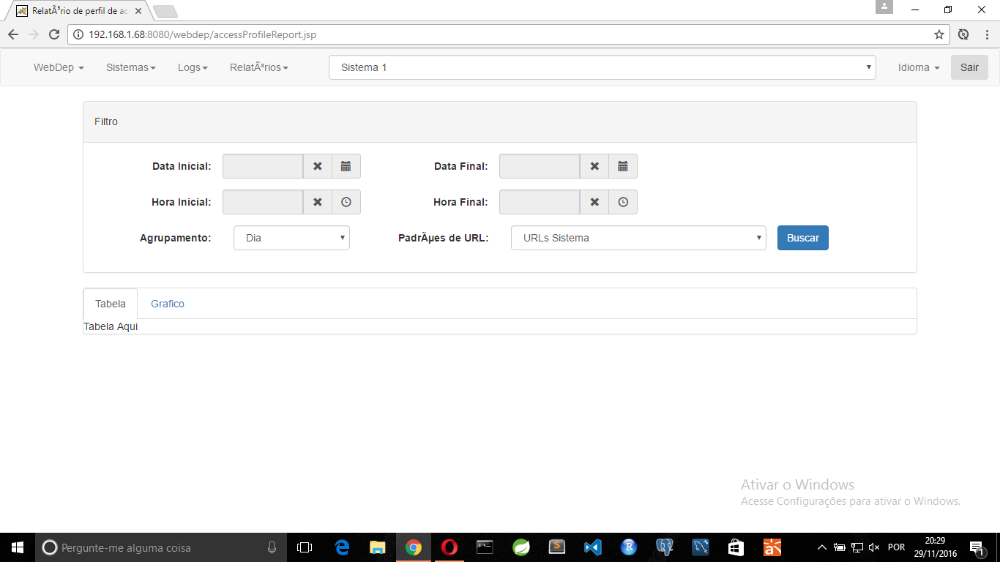 RelatÃ³rio de perfil de ac
192.168.1.68:8080/webdep/accessProfileReport.jsp
WebDep Sistemas Logs RelatÃ³rios Sistema 1 Idioma Sair
Filtro
Data Inicial: Data Final:
Hora Inicial: Hora Final:
Agrupamento: Dia PadrÃµes de URL: URLs Sistema Buscar
Tabela Grafico
Tabela Aqui
Ativar o Windows
Acesse Configurações para ativar o Windows.
Pergunte-me alguma coisa
POR
20:29
29/11/2016
1